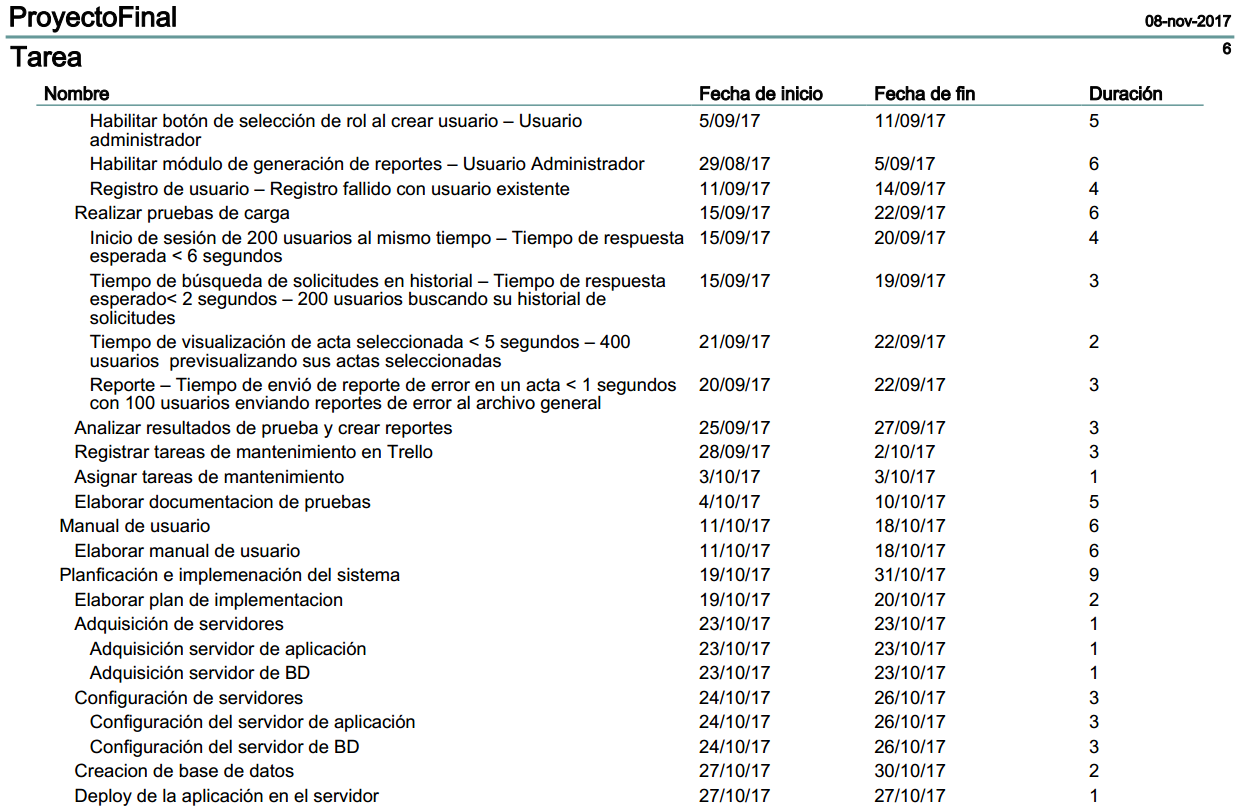 ProyectoFinal
08-nov-2017
Tarea
6
Nombre Fecha de inicio Fecha de fin Duración
Habilitar botón de selección de rol al crear usuario – Usuario 5/09/17 11/09/17 5
administrador
Habilitar módulo de generación de reportes – Usuario Administrador 29/08/17 5/09/17 6
Registro de usuario – Registro fallido con usuario existente 11/09/17 14/09/17 4
Realizar pruebas de carga 15/09/17 22/09/17 6
Inicio de sesión de 200 usuarios al mismo tiempo – Tiempo de respuesta 15/09/17 20/09/17 4
esperada < 6 segundos
Tiempo de búsqueda de solicitudes en historial – Tiempo de respuesta 15/09/17 19/09/17 3
esperado< 2 segundos – 200 usuarios buscando su historial de
solicitudes
Tiempo de visualización de acta seleccionada < 5 segundos – 400 21/09/17 22/09/17 2
usuarios  previsualizando sus actas seleccionadas
Reporte – Tiempo de envió de reporte de error en un acta < 1 segundos 20/09/17 22/09/17 3
con 100 usuarios enviando reportes de error al archivo general
Analizar resultados de prueba y crear reportes 25/09/17 27/09/17 3
Registrar tareas de mantenimiento en Trello 28/09/17 2/10/17 3
Asignar tareas de mantenimiento 3/10/17 3/10/17 1
Elaborar documentacion de pruebas 4/10/17 10/10/17 5
Manual de usuario 11/10/17 18/10/17 6
Elaborar manual de usuario 11/10/17 18/10/17 6
Planficación e implemenación del sistema 19/10/17 31/10/17 9
Elaborar plan de implementacion 19/10/17 20/10/17 2
Adquisición de servidores 23/10/17 23/10/17 1
Adquisición servidor de aplicación 23/10/17 23/10/17 1
Adquisición servidor de BD 23/10/17 23/10/17 1
Configuración de servidores 24/10/17 26/10/17 3
Configuración del servidor de aplicación 24/10/17 26/10/17 3
Configuración del servidor de BD 24/10/17 26/10/17 3
Creacion de base de datos 27/10/17 30/10/17 2
Deploy de la aplicación en el servidor 27/10/17 27/10/17 1